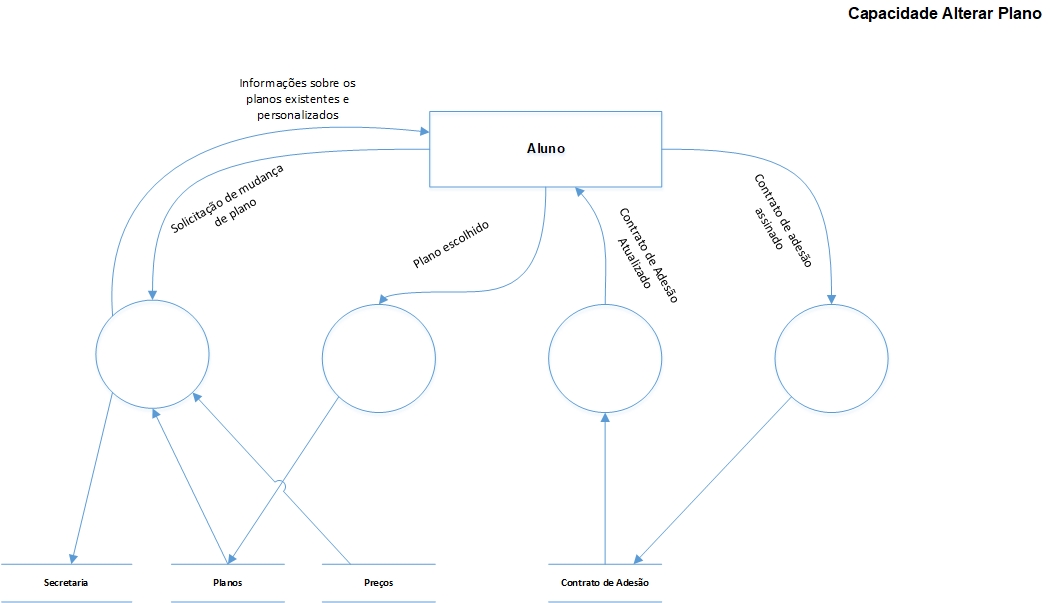 Capacidade Alterar Plano
Informações sobre os
planos existentes e
personalizados
Aluno
Solicitação de mudança
de plano
Plano escolhido
Contrato de Adesão
Atualizado
Contrato de adesão
assinado
Secretaria
Planos
Preços
Contrato de Adesão